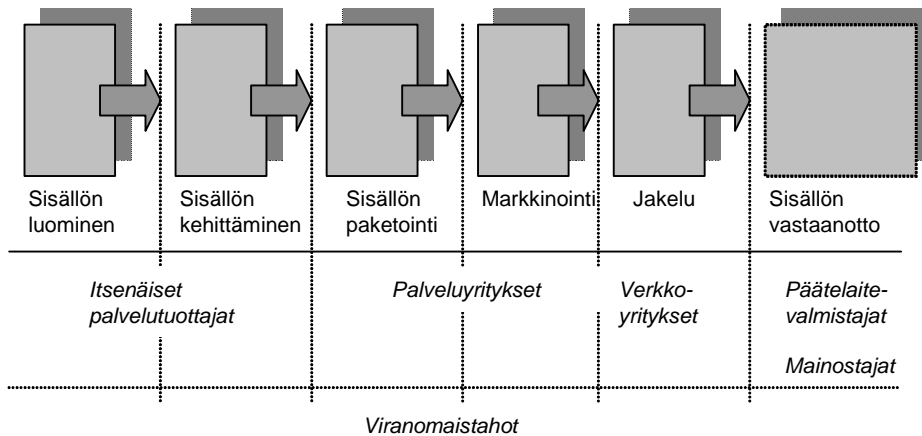 Sisällön
luominen
Sisällön
kehittäminen
Sisällön
paketointi
Markkinointi
Jakelu
Sisällön
vastaanotto
Itsenäiset
palvelutuottajat
Palveluyritykset
Verkko-
yritykset
Päätelaite-
valmistajat
Mainostajat
Viranomaistahot